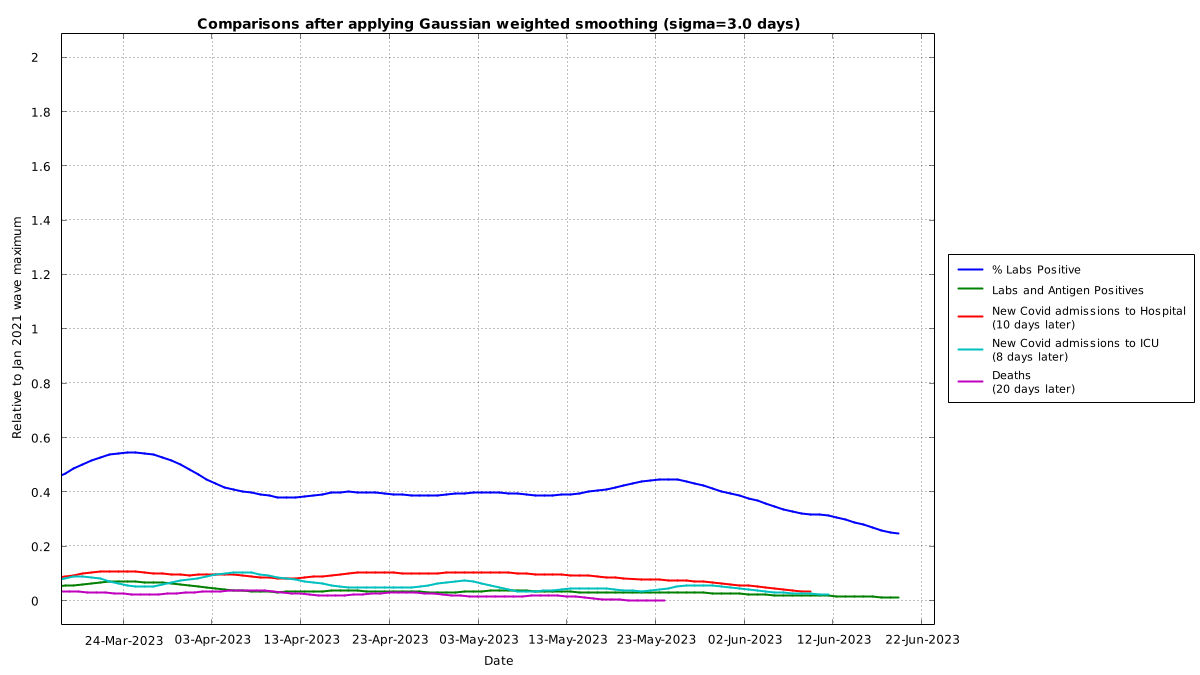 Comparisons after applying Gaussian weighted smoothing (sigma=3.0 days)
Relative to Jan 2021 wave maximum
2
1.8
1.6
1.4
1.2
1
0.8
0.6
0.4
0.2
0
24-Mar-2023 03-Apr-2023 13-Apr-2023 23-Apr-2023 03-May-2023 13-May-2023 23-May-2023 02-Jun-2023 12-Jun-2023 22-Jun-2023
Date
% Labs Positive
Labs and Antigen Positives
New Covid admissions to Hospital
(10 days later)
New Covid admissions to ICU
(8 days later)
Deaths
(20 days later)